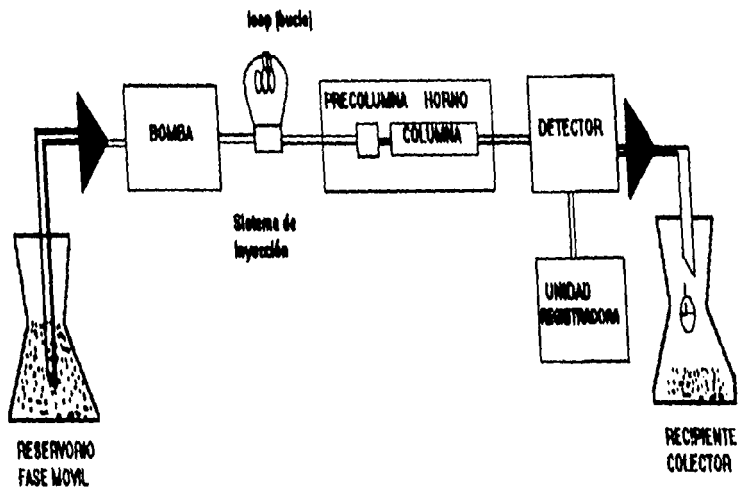 loop (bucle)
BOMBA
PRECOLUMNA HORNO
COLUMNA
DETECTOR
Sistema de
Inyección
UNIDAD
REGISTRADORA
RESERVORIO
FASE MOVIL
RECIPIENTE
COLECTOR